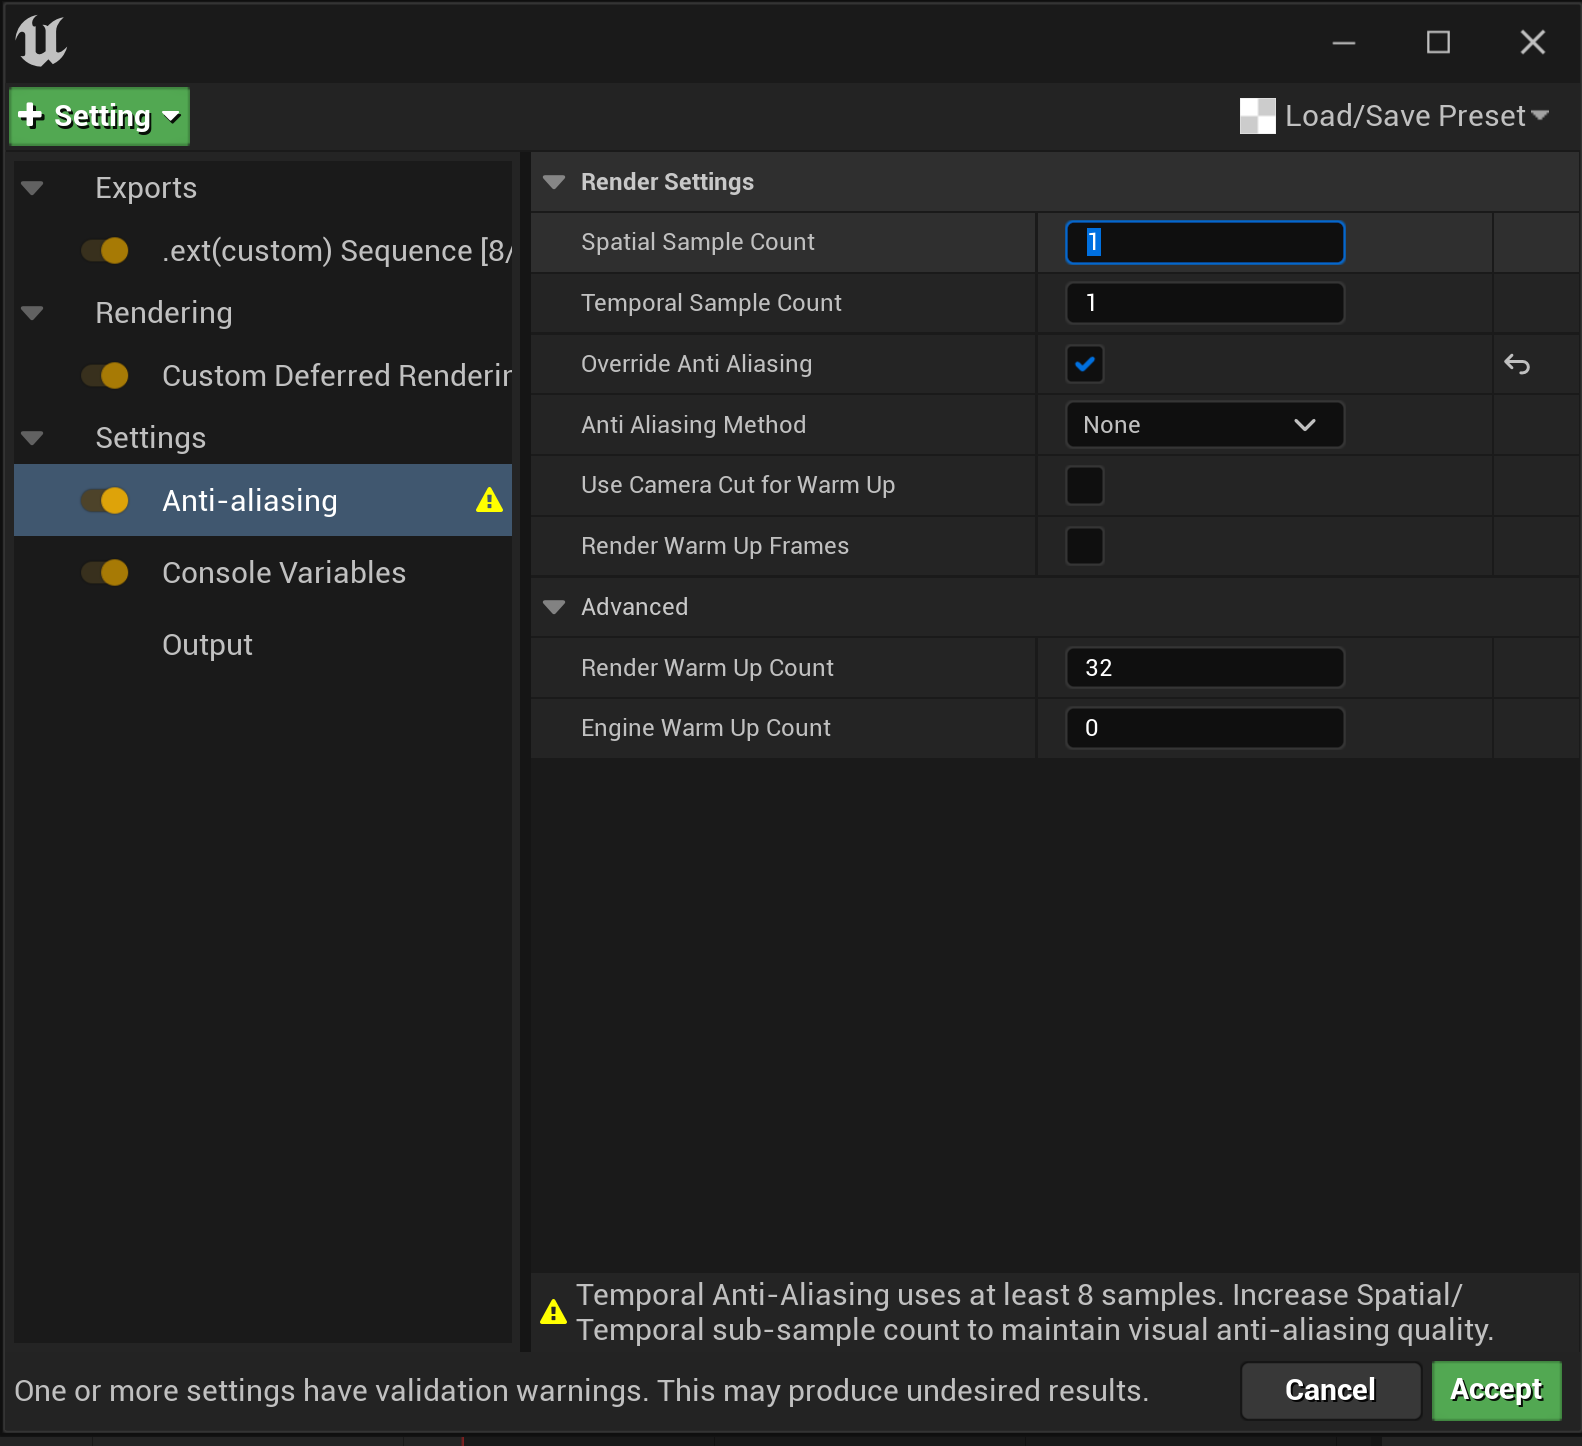 Setting
Load/Save Preset
Exports
.ext(custom) Sequence [8/
Rendering
Custom Deferred Renderin
Settings
Anti-aliasing
Console Variables
Output
Render Settings
Spatial Sample Count 1
Temporal Sample Count 1
Override Anti Aliasing
Anti Aliasing Method None
Use Camera Cut for Warm Up
Render Warm Up Frames
Advanced
Render Warm Up Count 32
Engine Warm Up Count 0
Temporal Anti-Aliasing uses at least 8 samples. Increase Spatial/
Temporal sub-sample count to maintain visual anti-aliasing quality.
One or more settings have validation warnings. This may produce undesired results.
Cancel
Accept